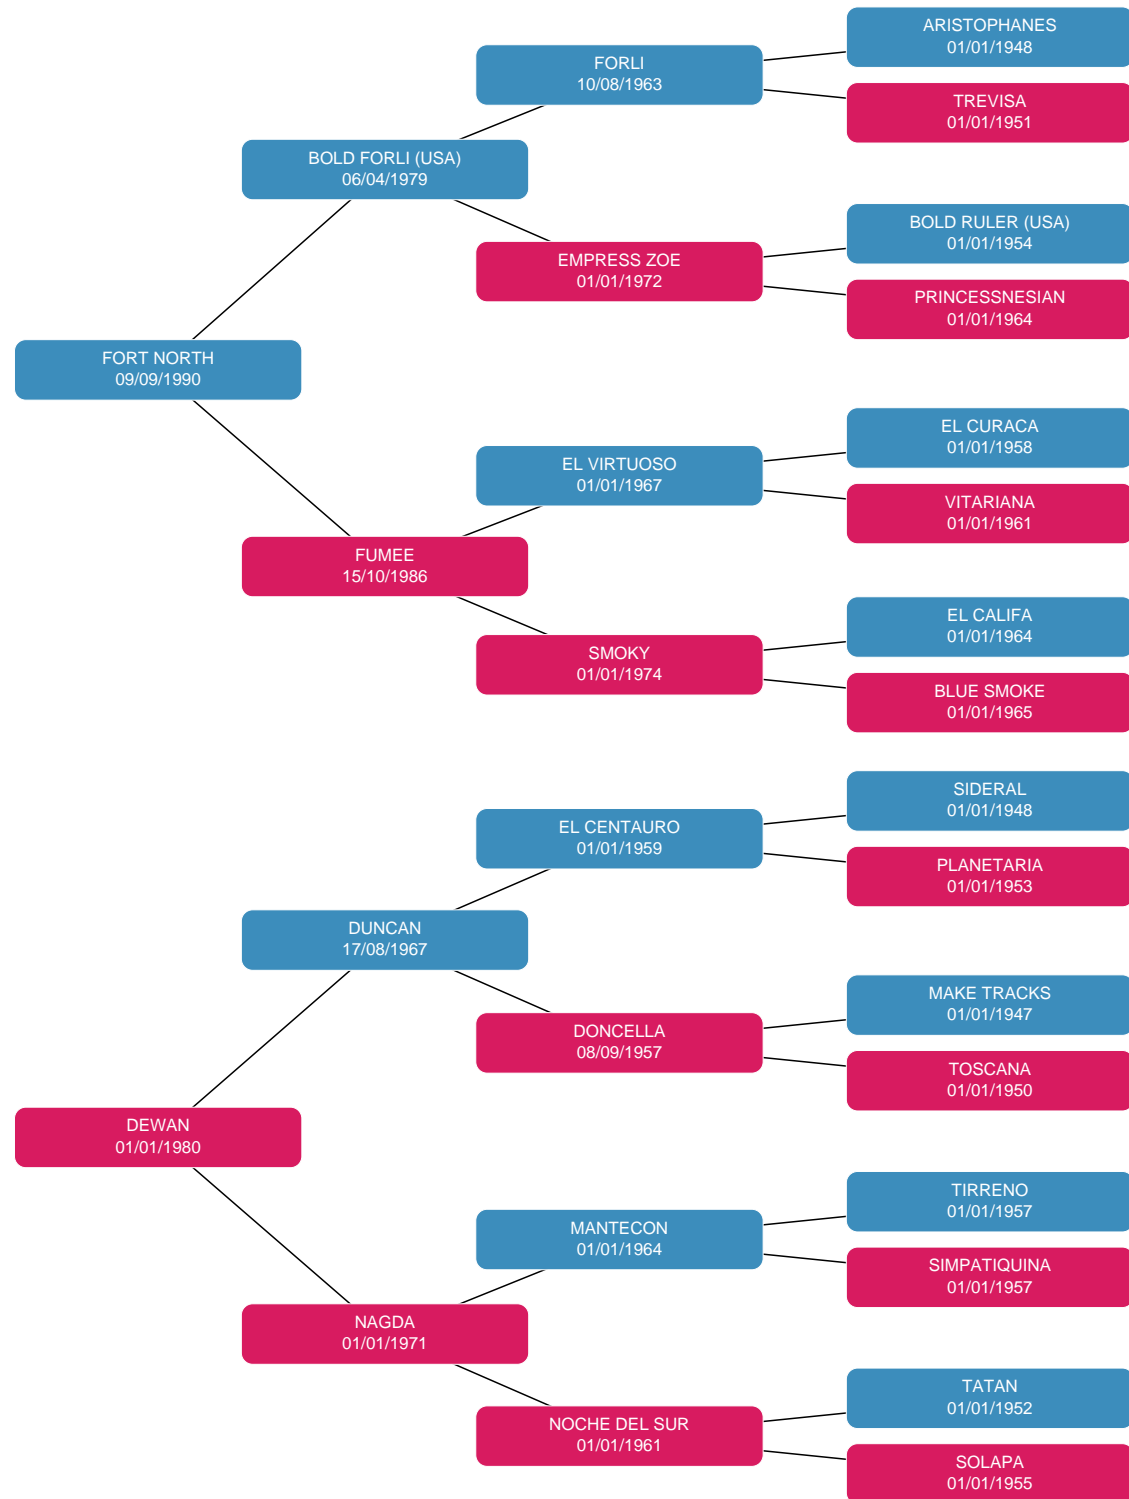 ARISTOPHANES
01/01/1948
FORLI
10/08/1963
TREVISA
01/01/1951
BOLD FORLI (USA)
06/04/1979
BOLD RULER (USA)
01/01/1954
EMPRESS ZOE
01/01/1972
PRINCESSNESIAN
01/01/1964
FORT NORTH
09/09/1990
EL CURACA
01/01/1958
EL VIRTUOSO
01/01/1967
VITARIANA
01/01/1961
FUMEE
15/10/1986
EL CALIFA
01/01/1964
SMOKY
01/01/1974
BLUE SMOKE
01/01/1965
SIDERAL
01/01/1948
EL CENTAURO
01/01/1959
PLANETARIA
01/01/1953
DUNCAN
17/08/1967
MAKE TRACKS
01/01/1947
DONCELLA
08/09/1957
TOSCANA
01/01/1950
DEWAN
01/01/1980
TIRRENO
01/01/1957
MANTECON
01/01/1964
SIMPATIQUINA
01/01/1957
NAGDA
01/01/1971
TATAN
01/01/1952
NOCHE DEL SUR
01/01/1961
SOLAPA
01/01/1955